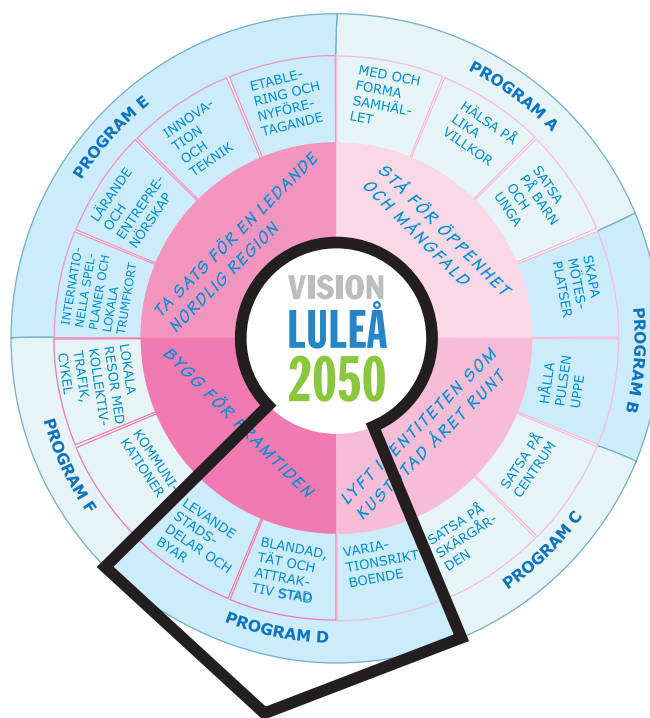 VISION
LULEÅ
2050
STÅ FÖR ÖPPENHET
OCH MÅNGFALD
LYFT IDENTITETEN SOM
KUSTSTAD ÅRET RUNT
BYGG FÖR FRAMTIDEN
TA SATS FÖR EN LEDANDE
NORDLIG REGION
PROGRAM A
MED OCH
FORMA
SAMHÄL-
LET
HÄLSA PÅ
LIKA
VILLKOR
SATSA
PÅ BARN
OCH
UNGA
PROGRAM B
SKAPA
MÖTES-
PLATSER
HÅLLA
PULSEN
UPPE
PROGRAM C
SATSA PÅ
CENTRUM
SATSA PÅ
SKÄRGÅR-
DEN
PROGRAM D
VARIA-
TIONSRIKT
BOENDE
BLANDAD,
TÄT OCH
ATTRAK-
TIV STAD
LEVANDE
STADS-
DELAR OCH
BYAR
PROGRAM F
KOMMUNI-
KATIONER
LOKALA
RESOR MED
KOLLEKTIV-
TRAFIK,
CYKEL
PROGRAM E
INTERNATIO-
NELLA SPEL-
PLANER OCH
LOKALA
TRUMFKORT
LÄRANDE
OCH
ENTREPRE-
NÖRSKAP
INNOVA-
TION
OCH
TEKNIK
ETABLE-
RING OCH
NYFÖRE-
TAGANDE